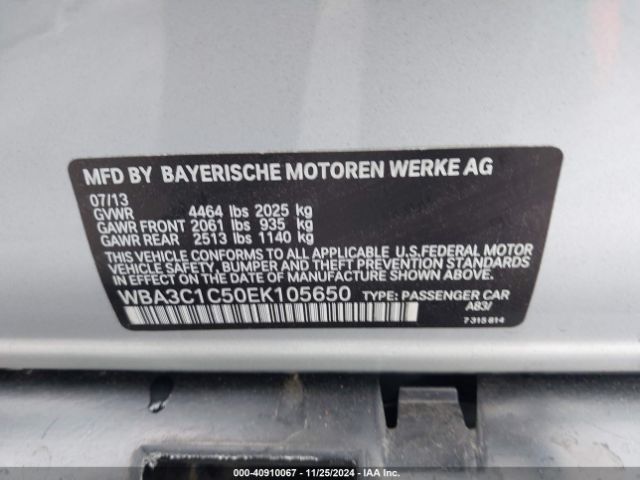 MFD BY BAYERISCHE MOTOREN WERKE AG
07/13
GVWR 4464 lbs 2025 kg
GAWR FRONT 2061 lbs 935 kg
GAWR REAR 2513 lbs 1140 kg
THIS VEHICLE CONFORMS TO ALL APPLICABLE U.S.FEDERAL MOTOR
VEHICLE SAFETY, BUMPER, AND THEFT PREVENTION STANDARDS
IN EFFECT ON THE DATE OF MANUFACTURE SHOWN ABOVE.
WBA3C1C50EK105650 TYPE: PASSENGER CAR
A83/
7 315 814
000-40910067 - 11/25/2024 - IAA Inc.